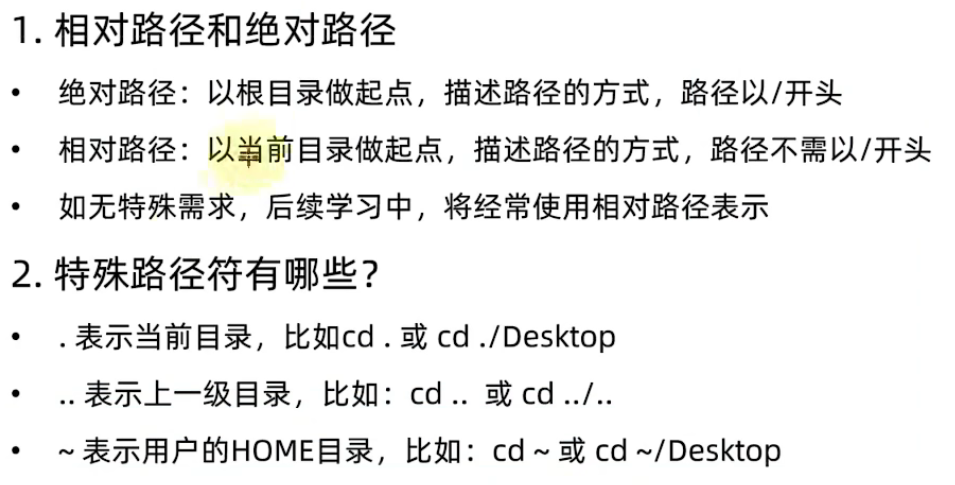 1. 相对路径和绝对路径
• 绝对路径：以根目录做起点，描述路径的方式，路径以/开头
• 相对路径：以当前目录做起点，描述路径的方式，路径不需以/开头
• 如无特殊需求，后续学习中，将经常使用相对路径表示
2. 特殊路径符有哪些？
• . 表示当前目录，比如cd . 或 cd ./Desktop
• .. 表示上一级目录，比如：cd .. 或 cd ../..
• ~ 表示用户的HOME目录，比如：cd ~ 或 cd ~/Desktop